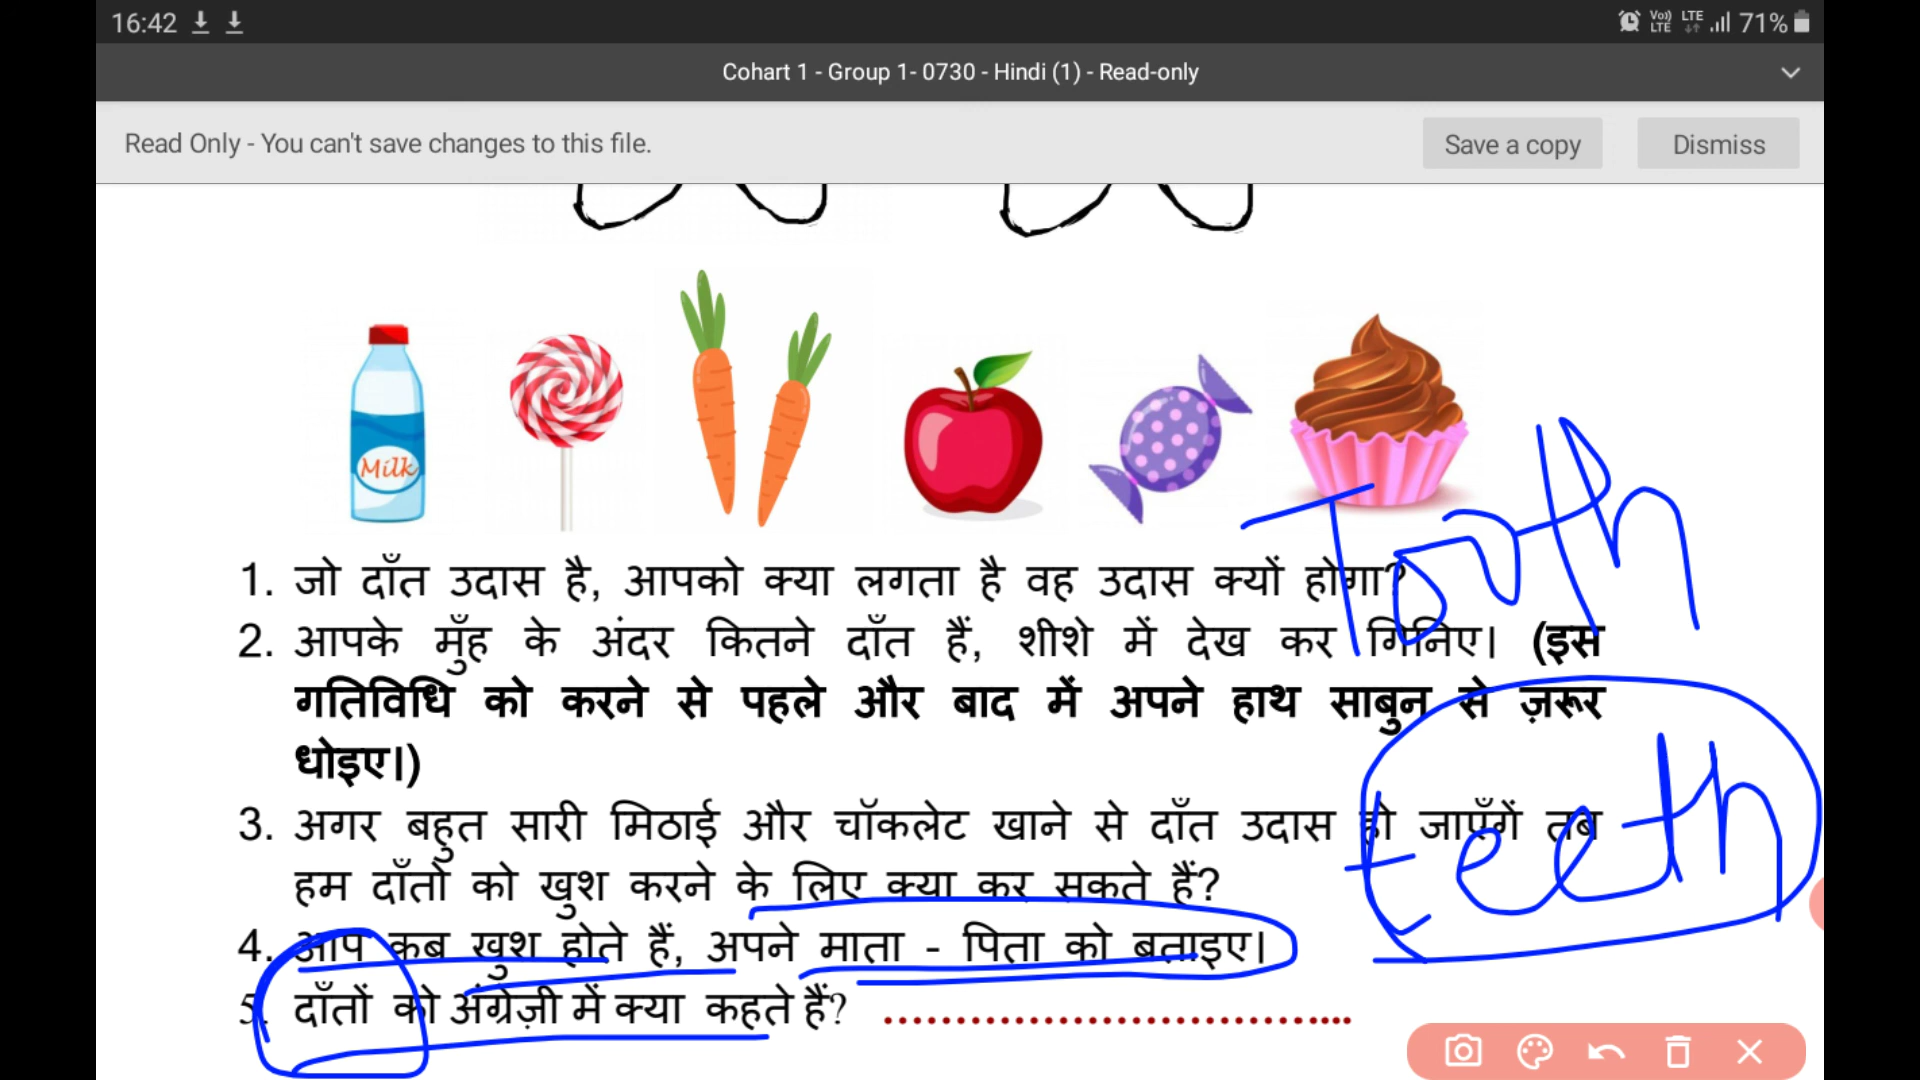 16:42
Vo)) LTE LTE 71%
Cohart 1 - Group 1- 0730 - Hindi (1) - Read-only
Read Only - You can't save changes to this file.
Save a copy
Dismiss
Milk
Tooth
1. जो दाँत उदास है, आपको क्या लगता है वह उदास क्यों होगा?
2. आपके मुँह के अंदर कितने दाँत हैं, शीशे में देख कर गिनिए। (इस
गतिविधि को करने से पहले और बाद में अपने हाथ साबुन से ज़रूर
धोइए।)
teeth
3. अगर बहुत सारी मिठाई और चॉकलेट खाने से दाँत उदास हो जाएँगें तब
हम दाँतों को खुश करने के लिए क्या कर सकते हैं?
4. आप कब खुश होते हैं, अपने माता - पिता को बताइए।
5. दाँतों को अंग्रेज़ी में क्या कहते हैं? ....................................